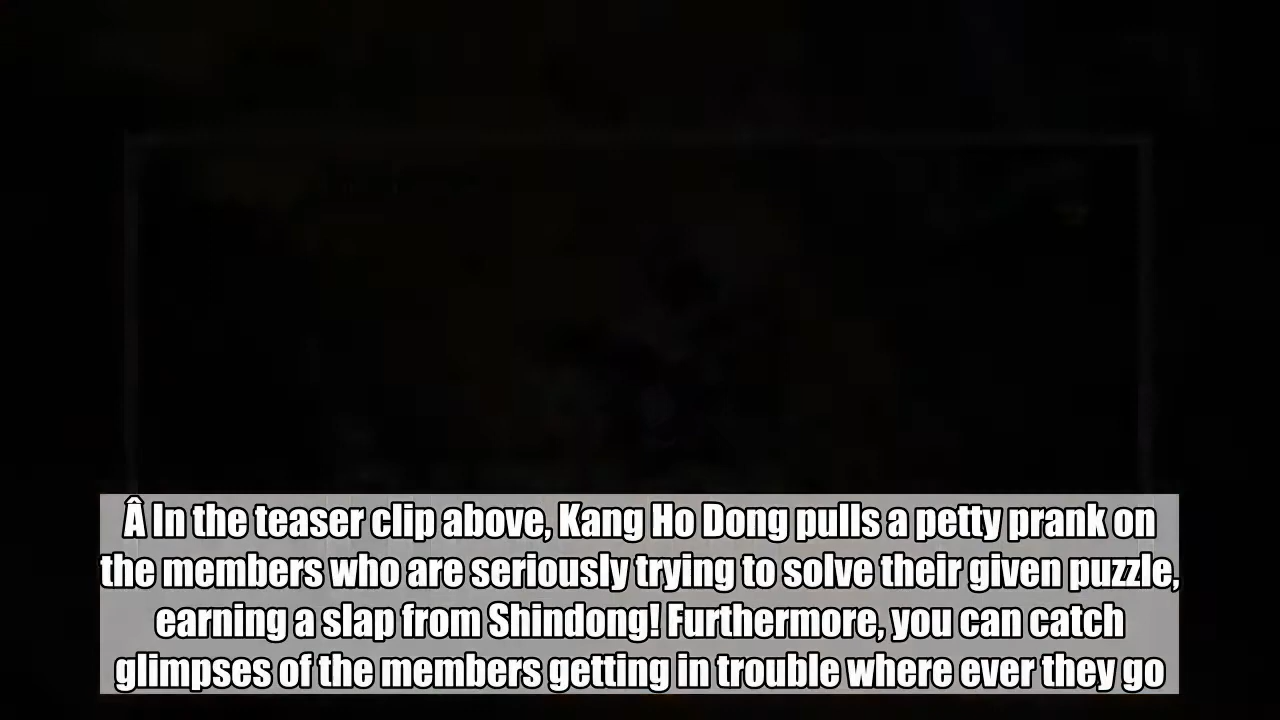 Â In the teaser clip above, Kang Ho Dong pulls a petty prank on
the members who are seriously trying to solve their given puzzle,
earning a slap from Shindong! Furthermore, you can catch
glimpses of the members getting in trouble where ever they go